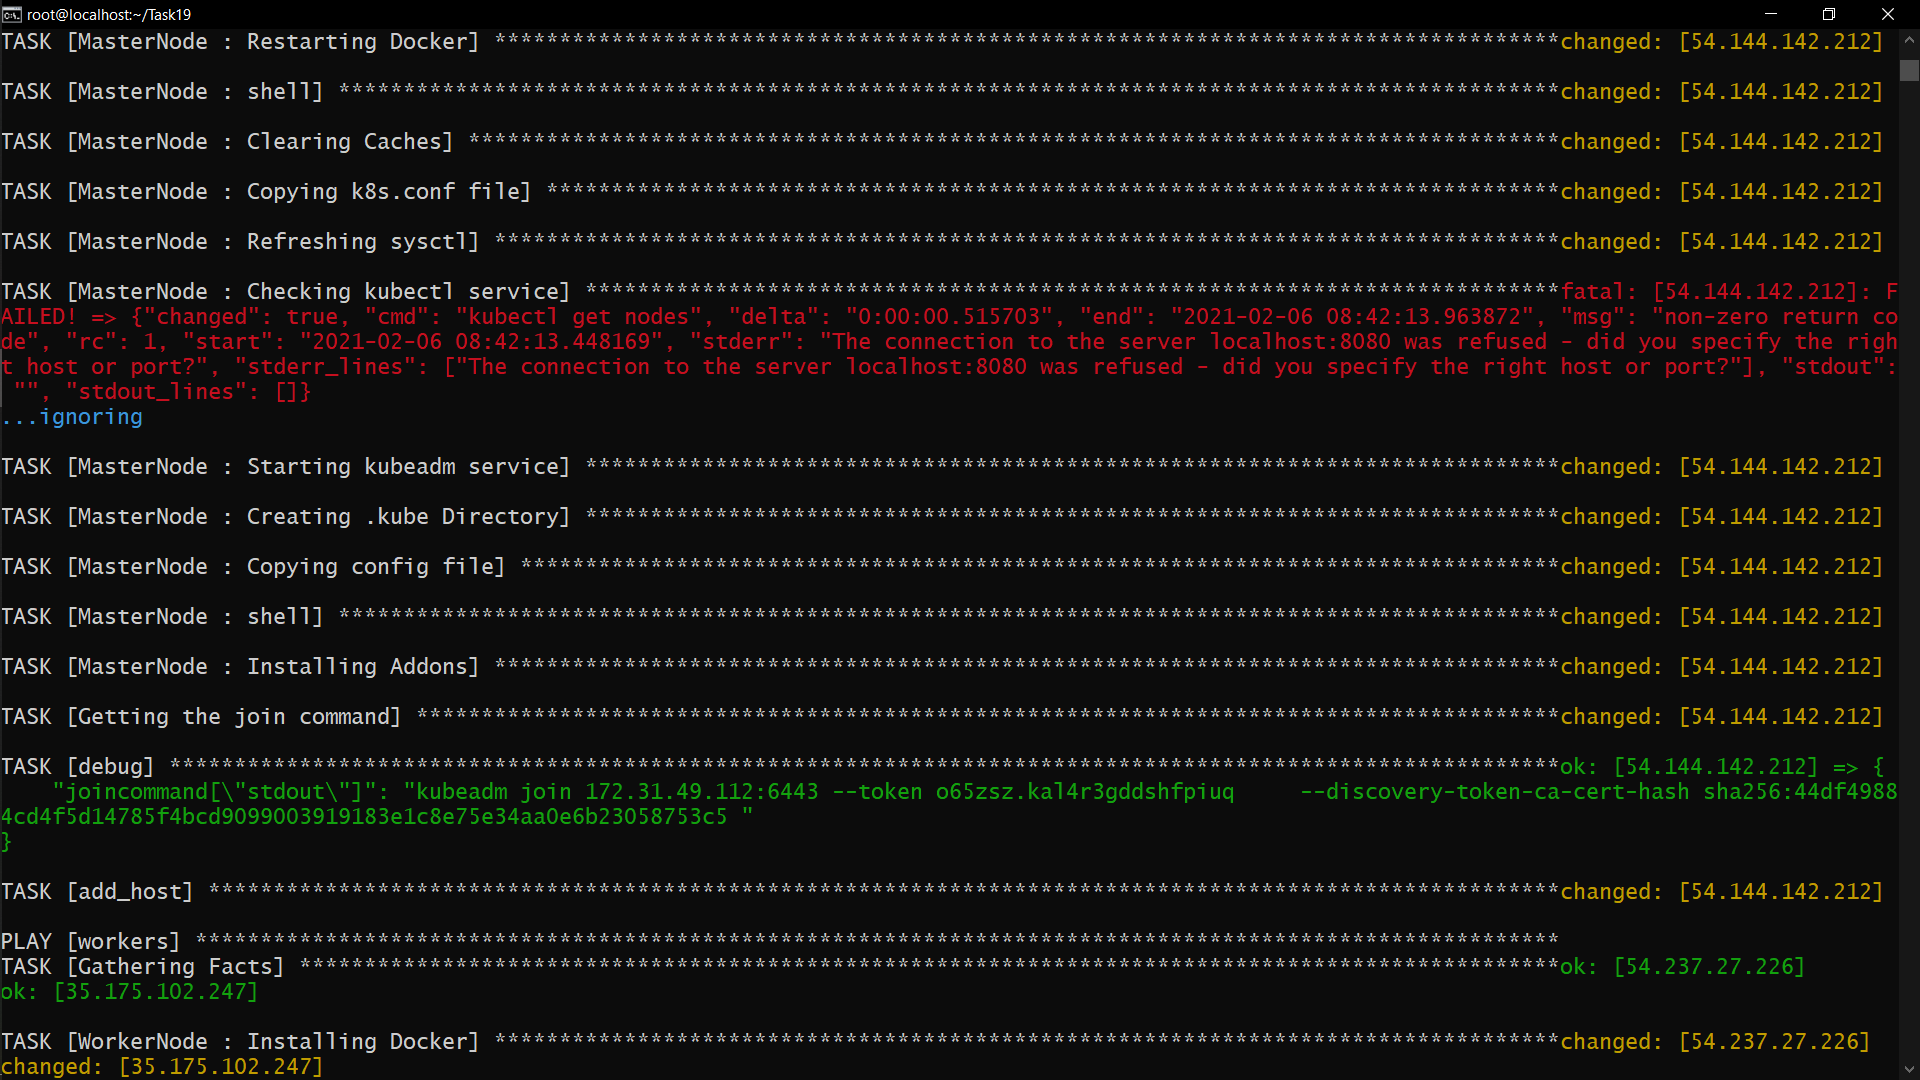 root@localhost:~/Task19
TASK [MasterNode : Restarting Docker] **********************************************************************************changed: [54.144.142.212]
TASK [MasterNode : shell] **********************************************************************************************changed: [54.144.142.212]
TASK [MasterNode : Clearing Caches] ************************************************************************************changed: [54.144.142.212]
TASK [MasterNode : Copying k8s.conf file] ******************************************************************************changed: [54.144.142.212]
TASK [MasterNode : Refreshing sysctl] **********************************************************************************changed: [54.144.142.212]
TASK [MasterNode : Checking kubectl service] ***************************************************************************fatal: [54.144.142.212]: F
AILED! => {"changed": true, "cmd": "kubectl get nodes", "delta": "0:00:00.515703", "end": "2021-02-06 08:42:13.963872", "msg": "non-zero return co
de", "rc": 1, "start": "2021-02-06 08:42:13.448169", "stderr": "The connection to the server localhost:8080 was refused - did you specify the righ
t host or port?", "stderr_lines": ["The connection to the server localhost:8080 was refused - did you specify the right host or port?"], "stdout":
"", "stdout_lines": []}
...ignoring
TASK [MasterNode : Starting kubeadm service] ***************************************************************************changed: [54.144.142.212]
TASK [MasterNode : Creating .kube Directory] ***************************************************************************changed: [54.144.142.212]
TASK [MasterNode : Copying config file] ********************************************************************************changed: [54.144.142.212]
TASK [MasterNode : shell] **********************************************************************************************changed: [54.144.142.212]
TASK [MasterNode : Installing Addons] **********************************************************************************changed: [54.144.142.212]
TASK [Getting the join command] ****************************************************************************************changed: [54.144.142.212]
TASK [debug] ***********************************************************************************************************ok: [54.144.142.212] => {
"joincommand[\"stdout\"]": "kubeadm join 172.31.49.112:6443 --token o65zsz.kal4r3gddshfpiuq     --discovery-token-ca-cert-hash sha256:44df4988
4cd4f5d14785f4bcd9099003919183e1c8e75e34aa0e6b23058753c5 "
}
TASK [add_host] ********************************************************************************************************changed: [54.144.142.212]
PLAY [workers] *********************************************************************************************************
TASK [Gathering Facts] *************************************************************************************************ok: [54.237.27.226]
ok: [35.175.102.247]
TASK [WorkerNode : Installing Docker] **********************************************************************************changed: [54.237.27.226]
changed: [35.175.102.247]